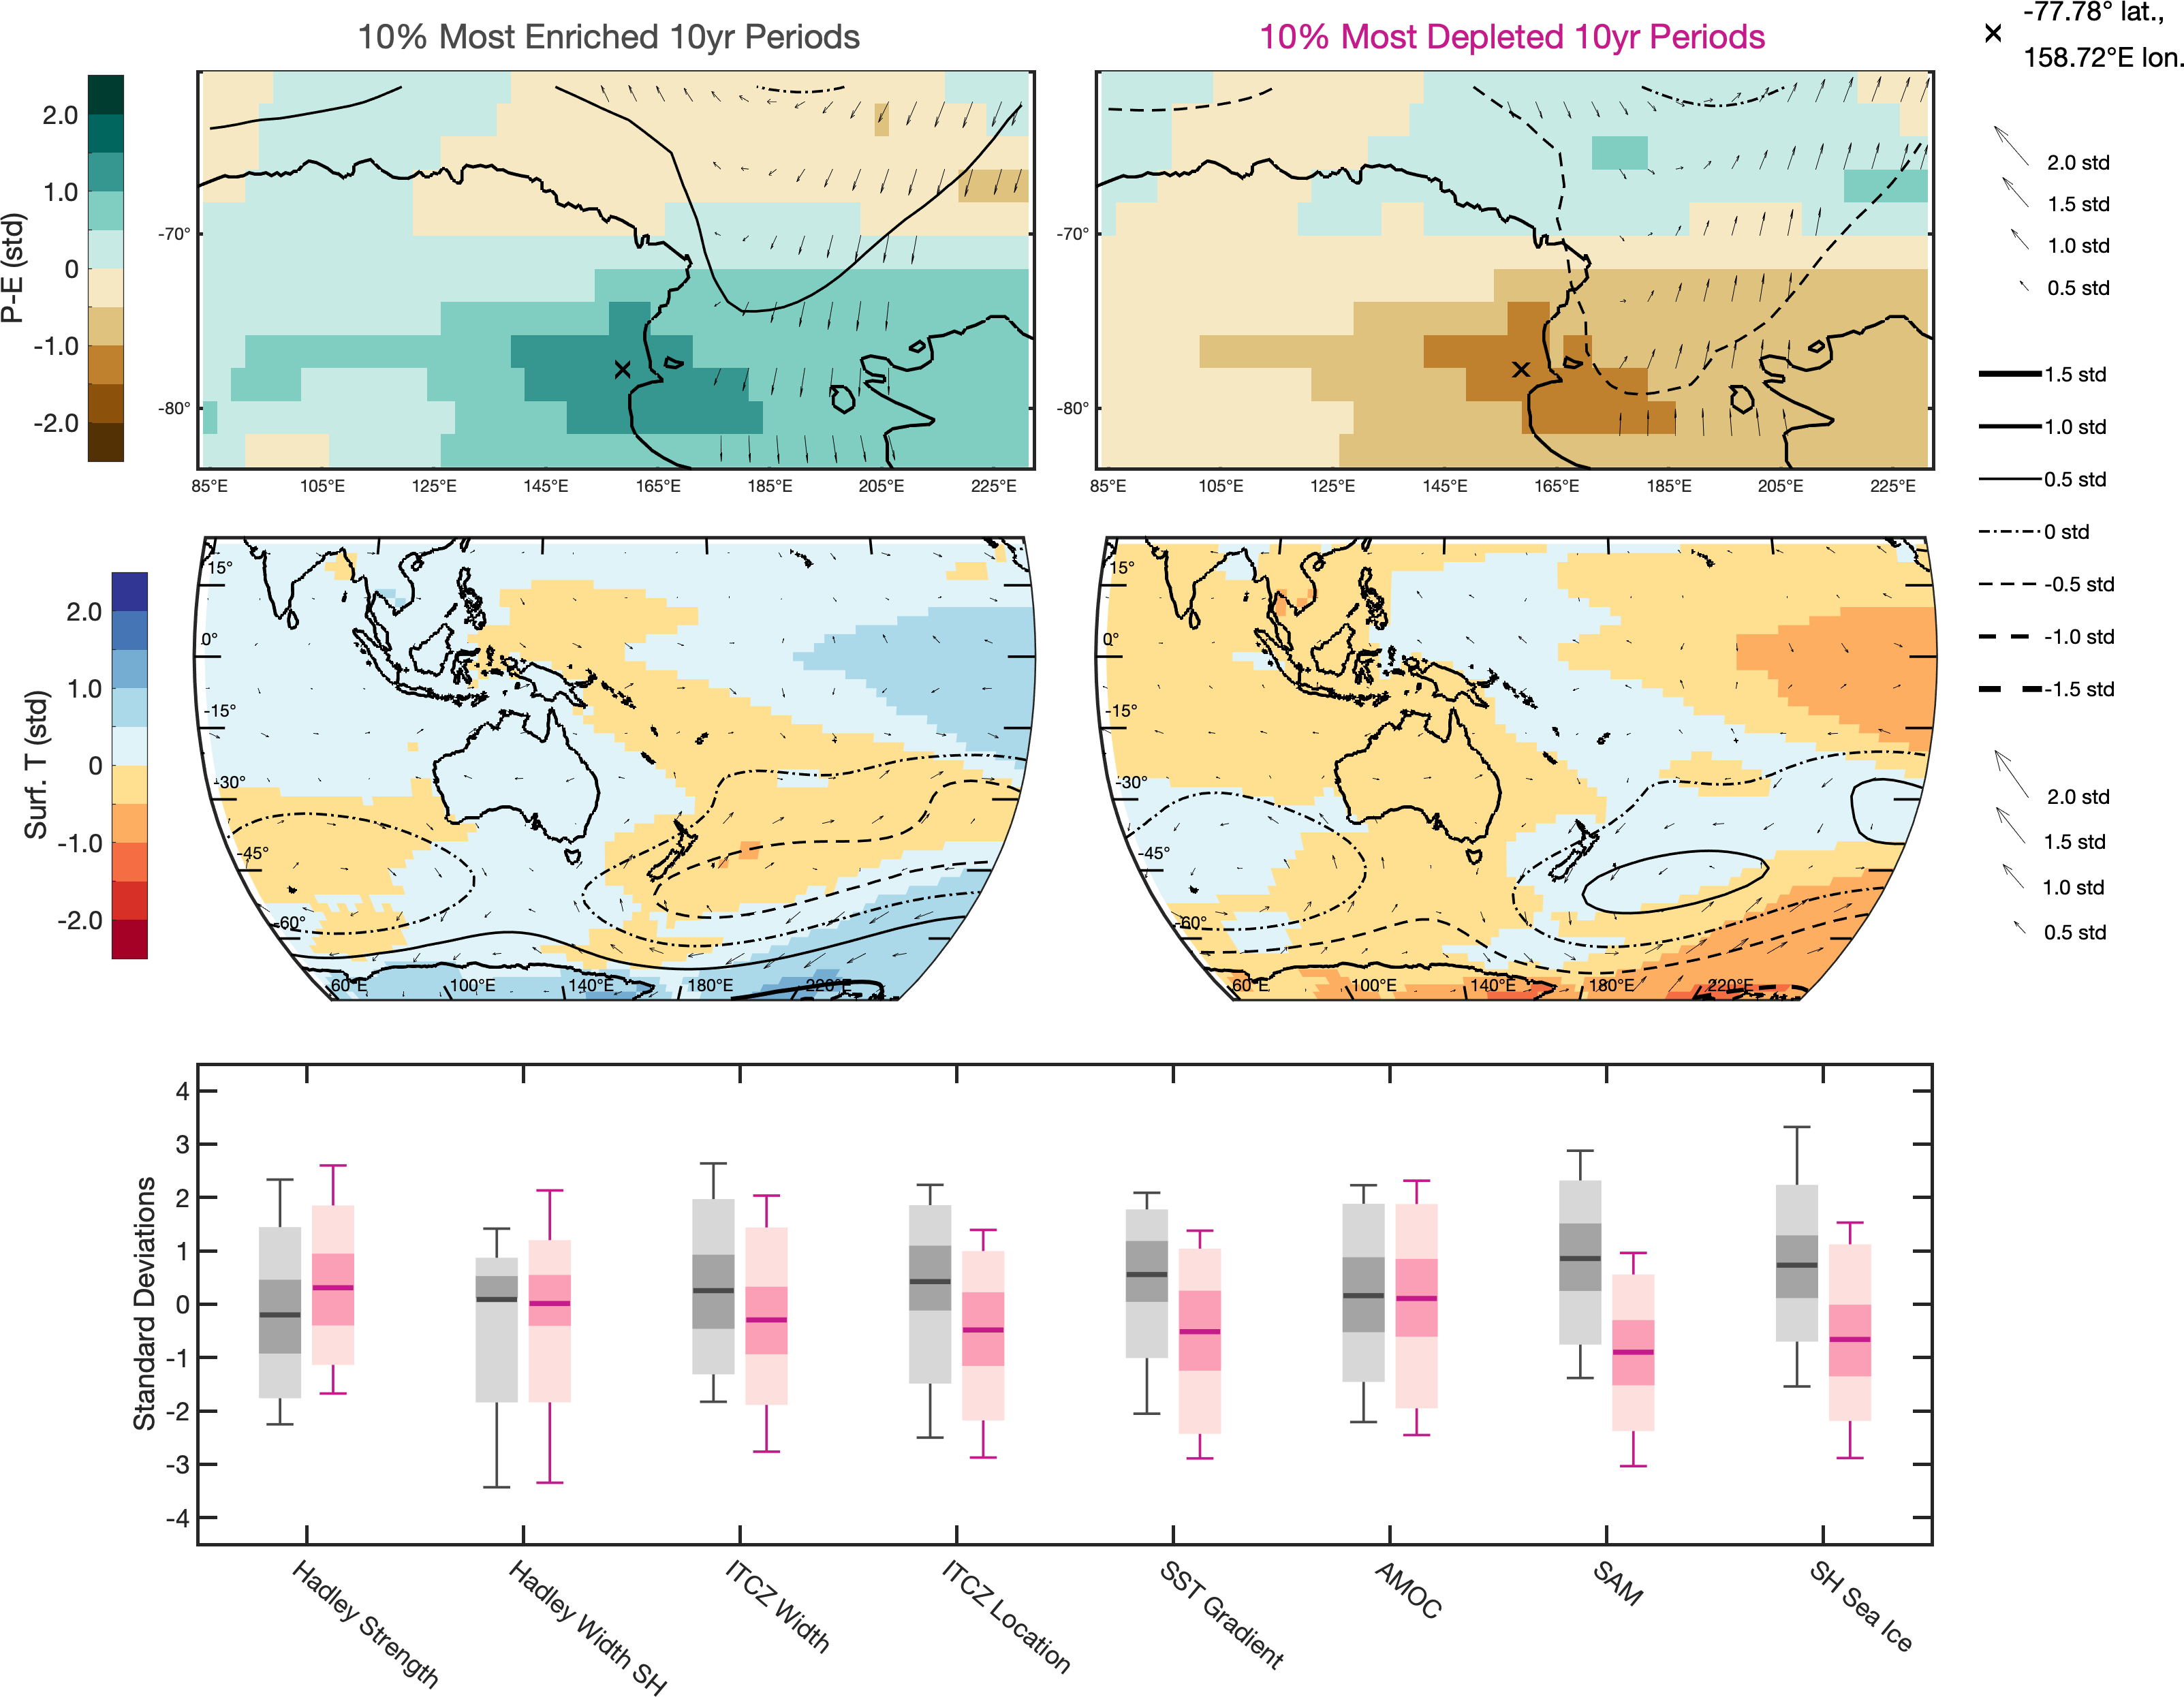 10% Most Enriched 10yr Periods
10% Most Depleted 10yr Periods
-77.78° lat.,
158.72°E lon.
P-E (std)
2.0
1.0
0
-1.0
-2.0
-70°
-80°
85°E 105°E 125°E 145°E 165°E 185°E 205°E 225°E
-70°
-80°
85°E 105°E 125°E 145°E 165°E 185°E 205°E 225°E
2.0 std
1.5 std
1.0 std
0.5 std
1.5 std
1.0 std
0.5 std
0 std
-0.5 std
-1.0 std
-1.5 std
2.0 std
1.5 std
1.0 std
0.5 std
Surf. T (std)
2.0
1.0
0
-1.0
-2.0
15°
0°
-15°
-30°
-45°
-60°
60°E 100°E 140°E 180°E 220°E
15°
0°
-15°
-30°
-45°
-60°
60°E 100°E 140°E 180°E 220°E
Standard Deviations
4
3
2
1
0
-1
-2
-3
-4
Hadley Strength
Hadley Width SH
ITCZ Width
ITCZ Location
SST Gradient
AMOC
SAM
SH Sea Ice